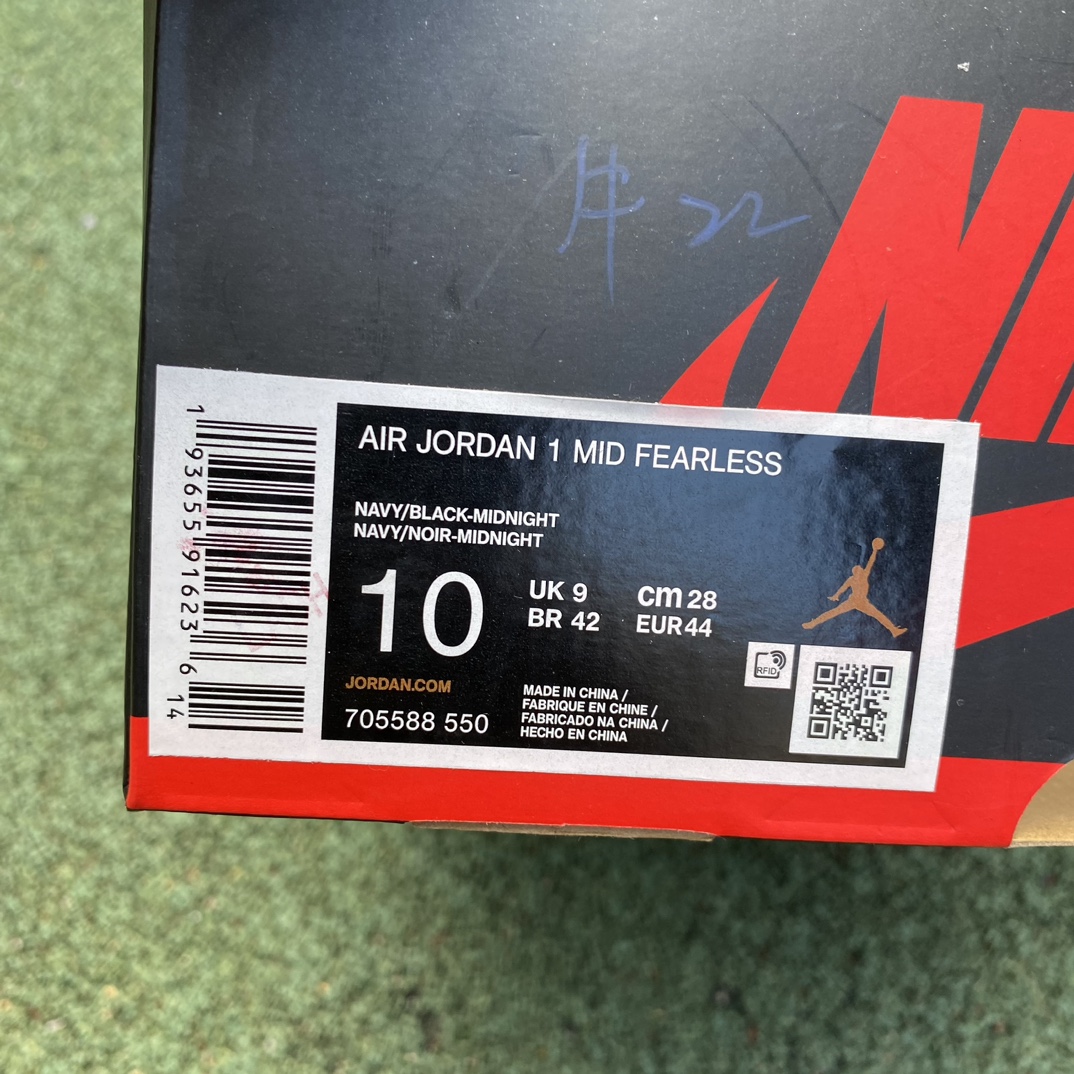 #22
AIR JORDAN 1 MID FEARLESS
NAVY/BLACK-MIDNIGHT
NAVY/NOIR-MIDNIGHT
10
UK 9
cm 28
BR 42
EUR 44
JORDAN.COM
705588 550
MADE IN CHINA /
FABRIQUE EN CHINE /
FABRICADO NA CHINA /
HECHO EN CHINA
RFID
1 93655 91623 6 14